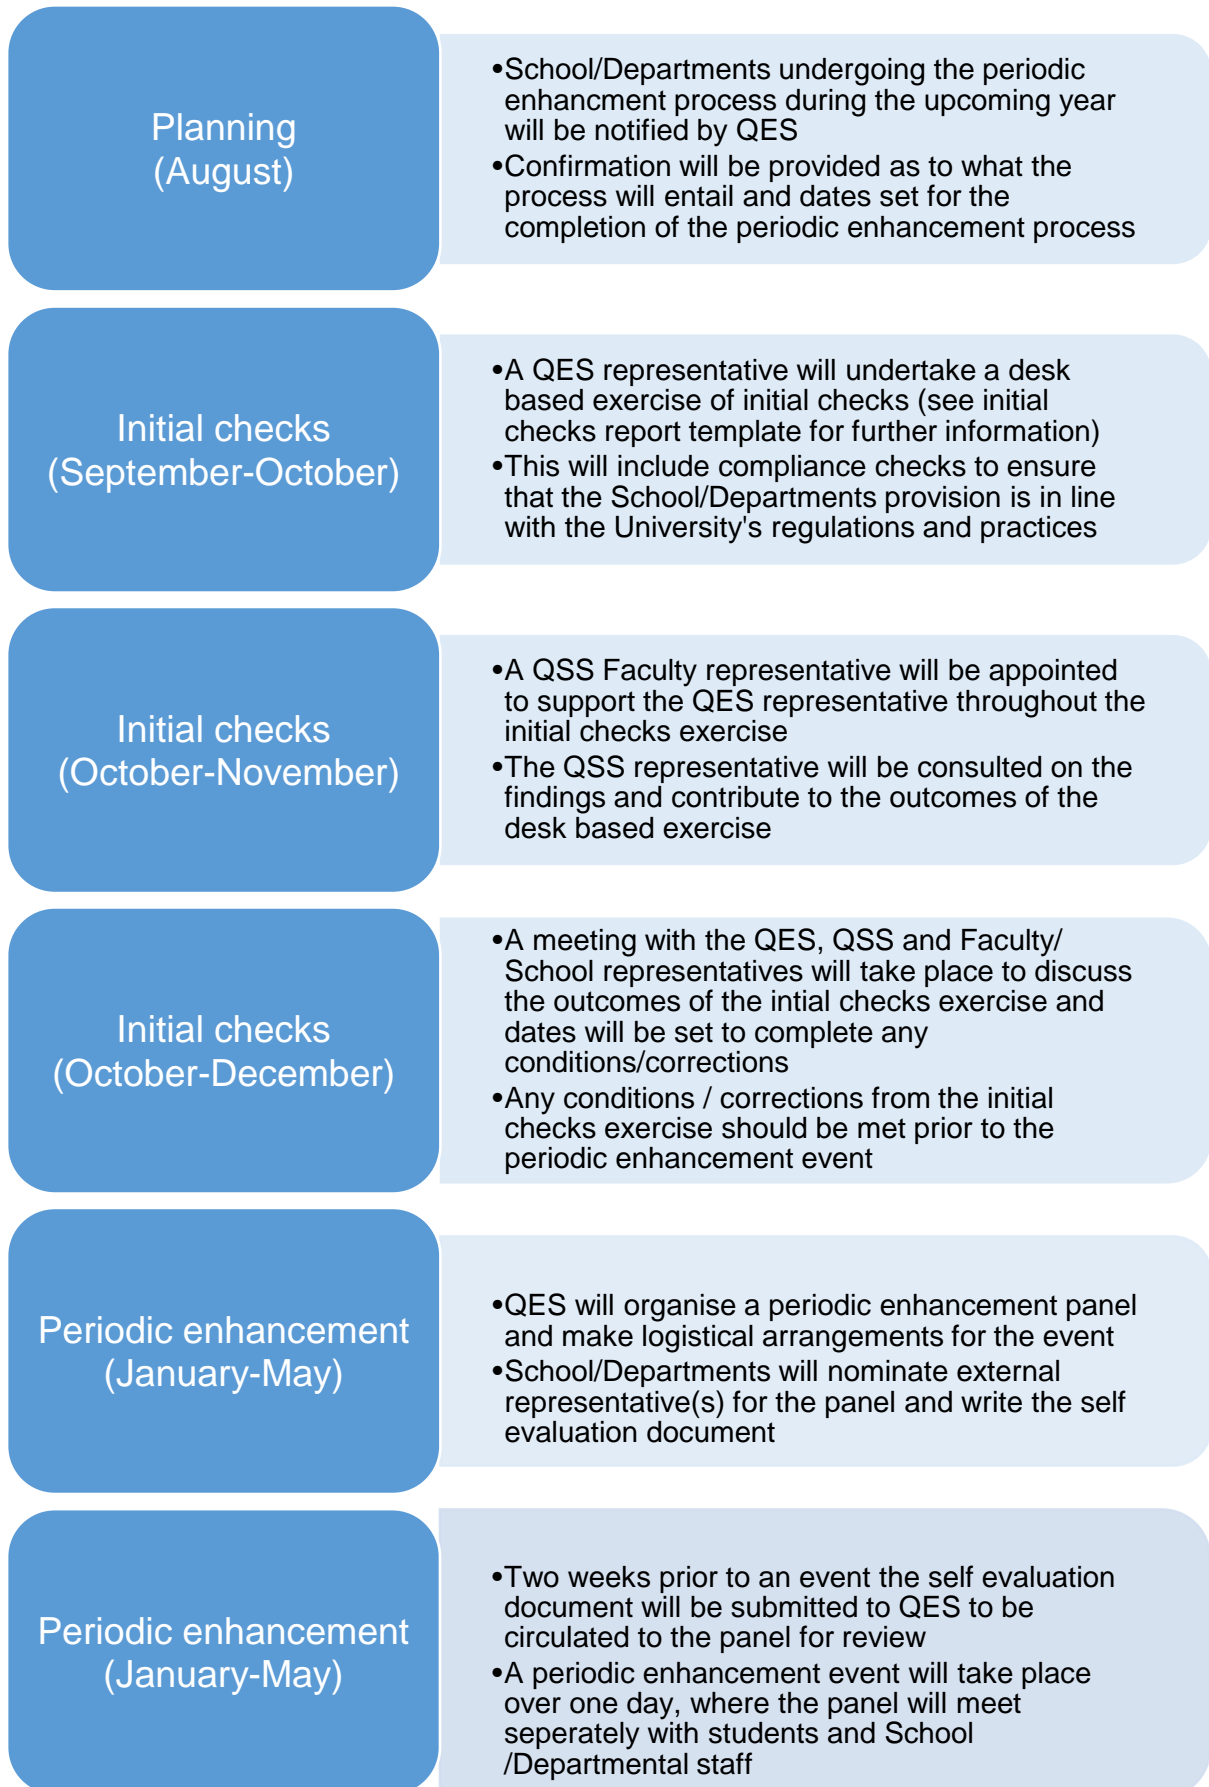 Planning
(August)
•School/Departments undergoing the periodic
enhancment process during the upcoming year
will be notified by QES
•Confirmation will be provided as to what the
process will entail and dates set for the
completion of the periodic enhancement process
Initial checks
(September-October)
•A QES representative will undertake a desk
based exercise of initial checks (see initial
checks report template for further information)
•This will include compliance checks to ensure
that the School/Departments provision is in line
with the University's regulations and practices
Initial checks
(October-November)
•A QSS Faculty representative will be appointed
to support the QES representative throughout the
initial checks exercise
•The QSS representative will be consulted on the
findings and contribute to the outcomes of the
desk based exercise
Initial checks
(October-December)
•A meeting with the QES, QSS and Faculty/
School representatives will take place to discuss
the outcomes of the intial checks exercise and
dates will be set to complete any
conditions/corrections
•Any conditions / corrections from the initial
checks exercise should be met prior to the
periodic enhancement event
Periodic enhancement
(January-May)
•QES will organise a periodic enhancement panel
and make logistical arrangements for the event
•School/Departments will nominate external
representative(s) for the panel and write the self
evaluation document
Periodic enhancement
(January-May)
•Two weeks prior to an event the self evaluation
document will be submitted to QES to be
circulated to the panel for review
•A periodic enhancement event will take place
over one day, where the panel will meet
seperately with students and School
/Departmental staff